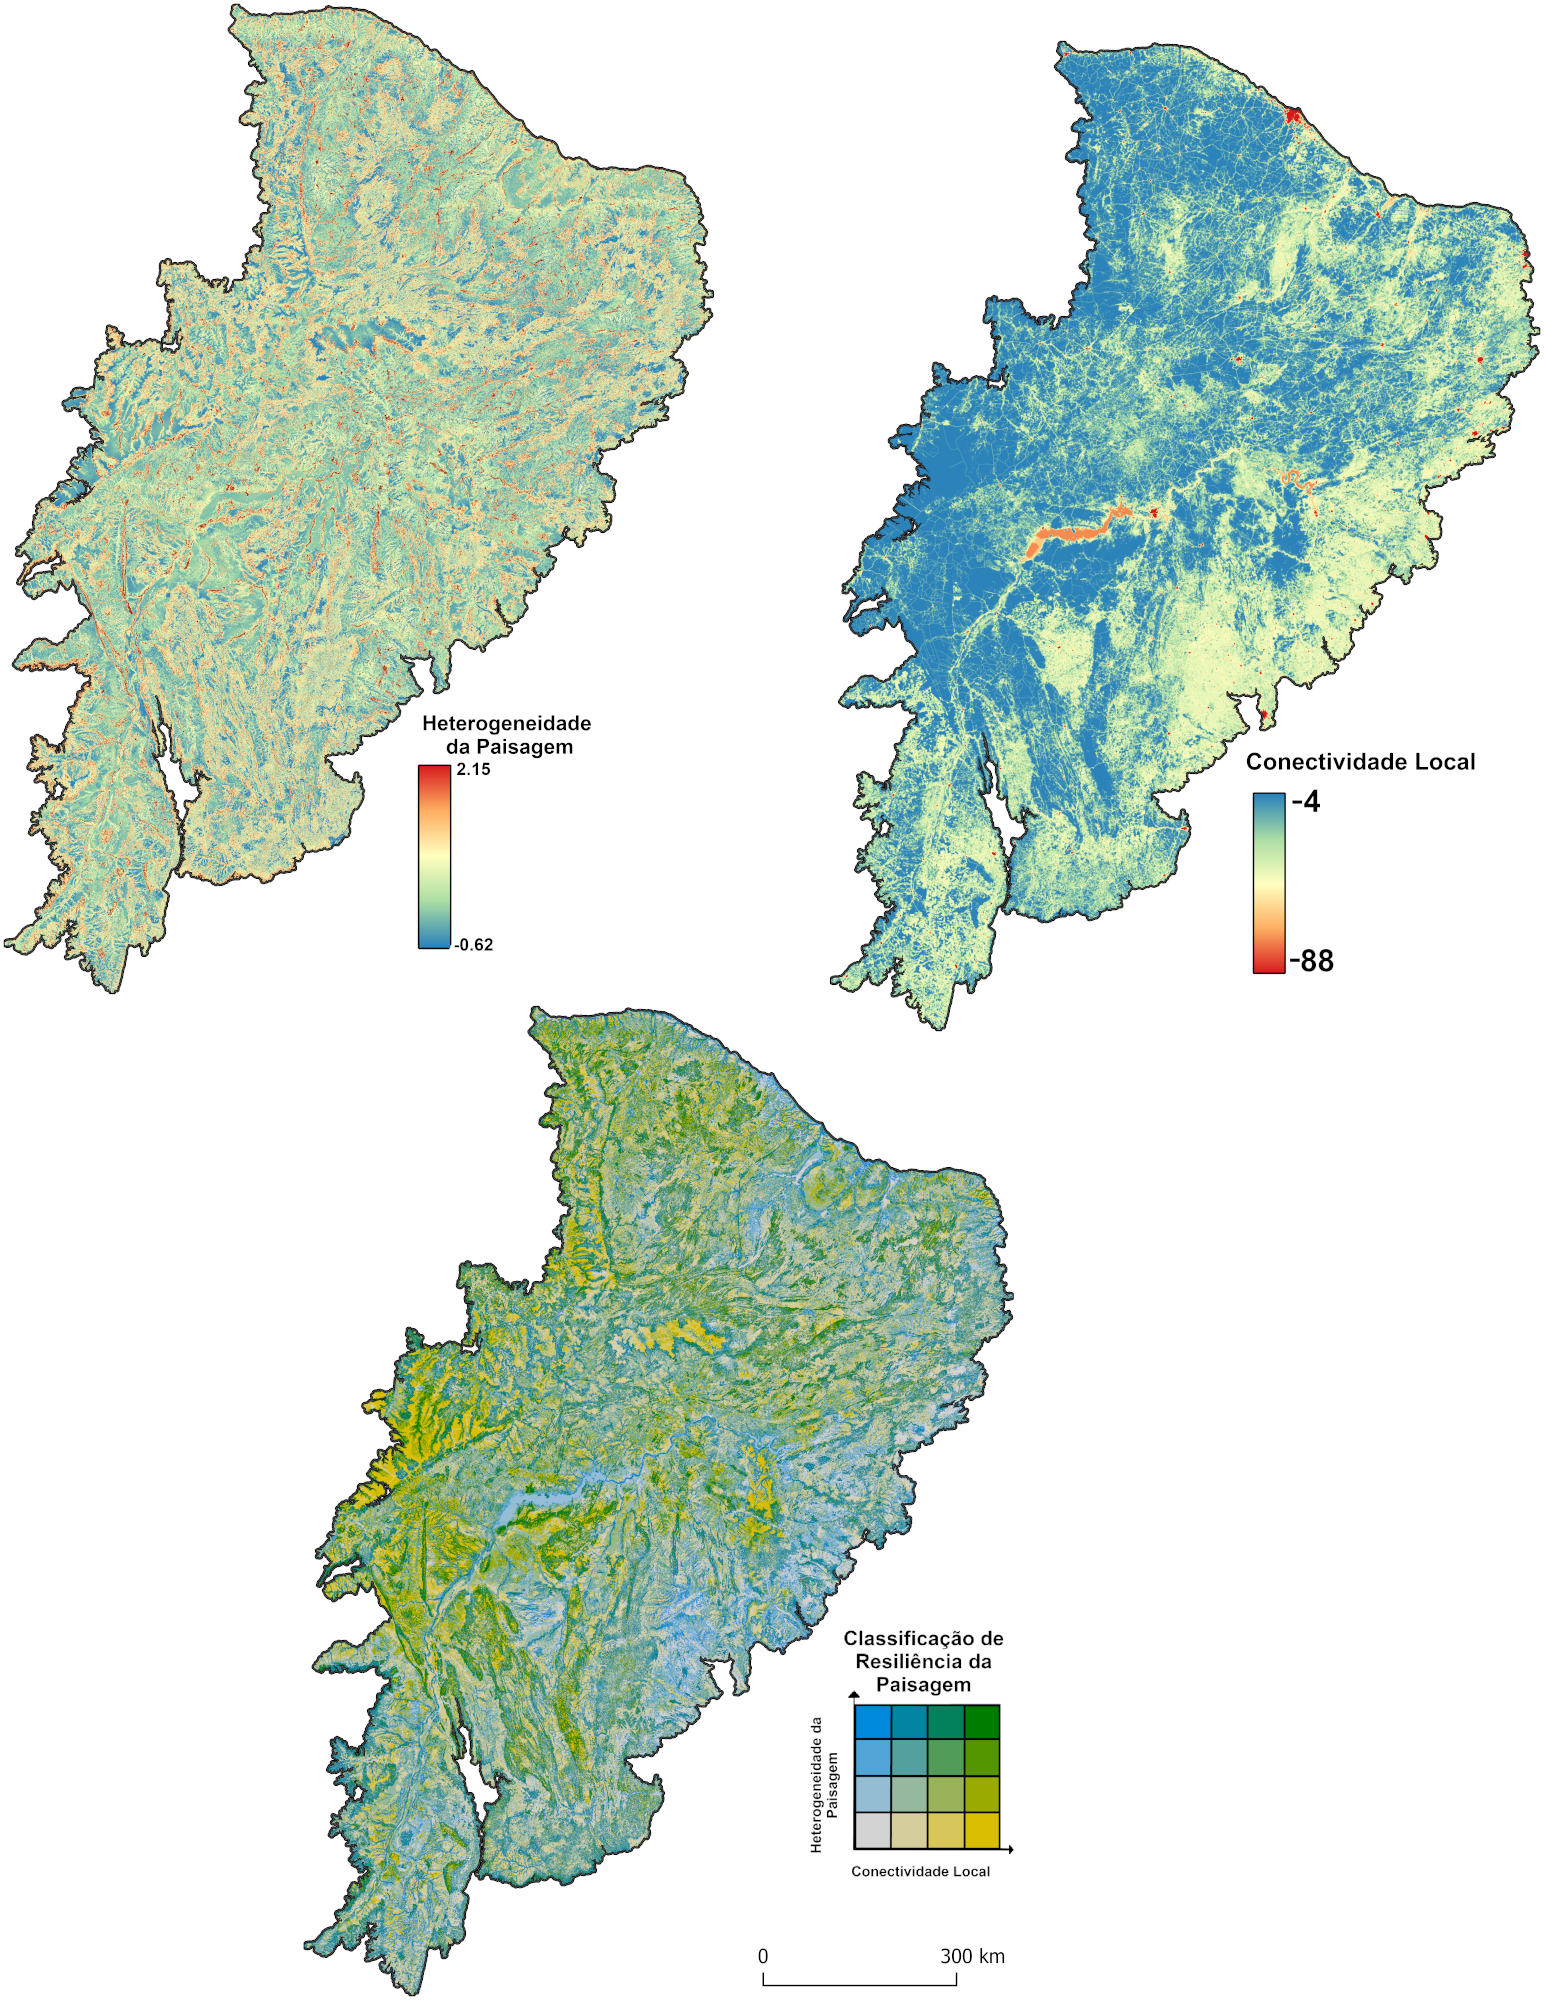 Heterogeneidade
da Paisagem
2.15
-0.62
Conectividade Local
-4
-88
Classificação de
Resiliência da
Paisagem
Heterogeneidade da
Paisagem
Conectividade Local
0 300 km